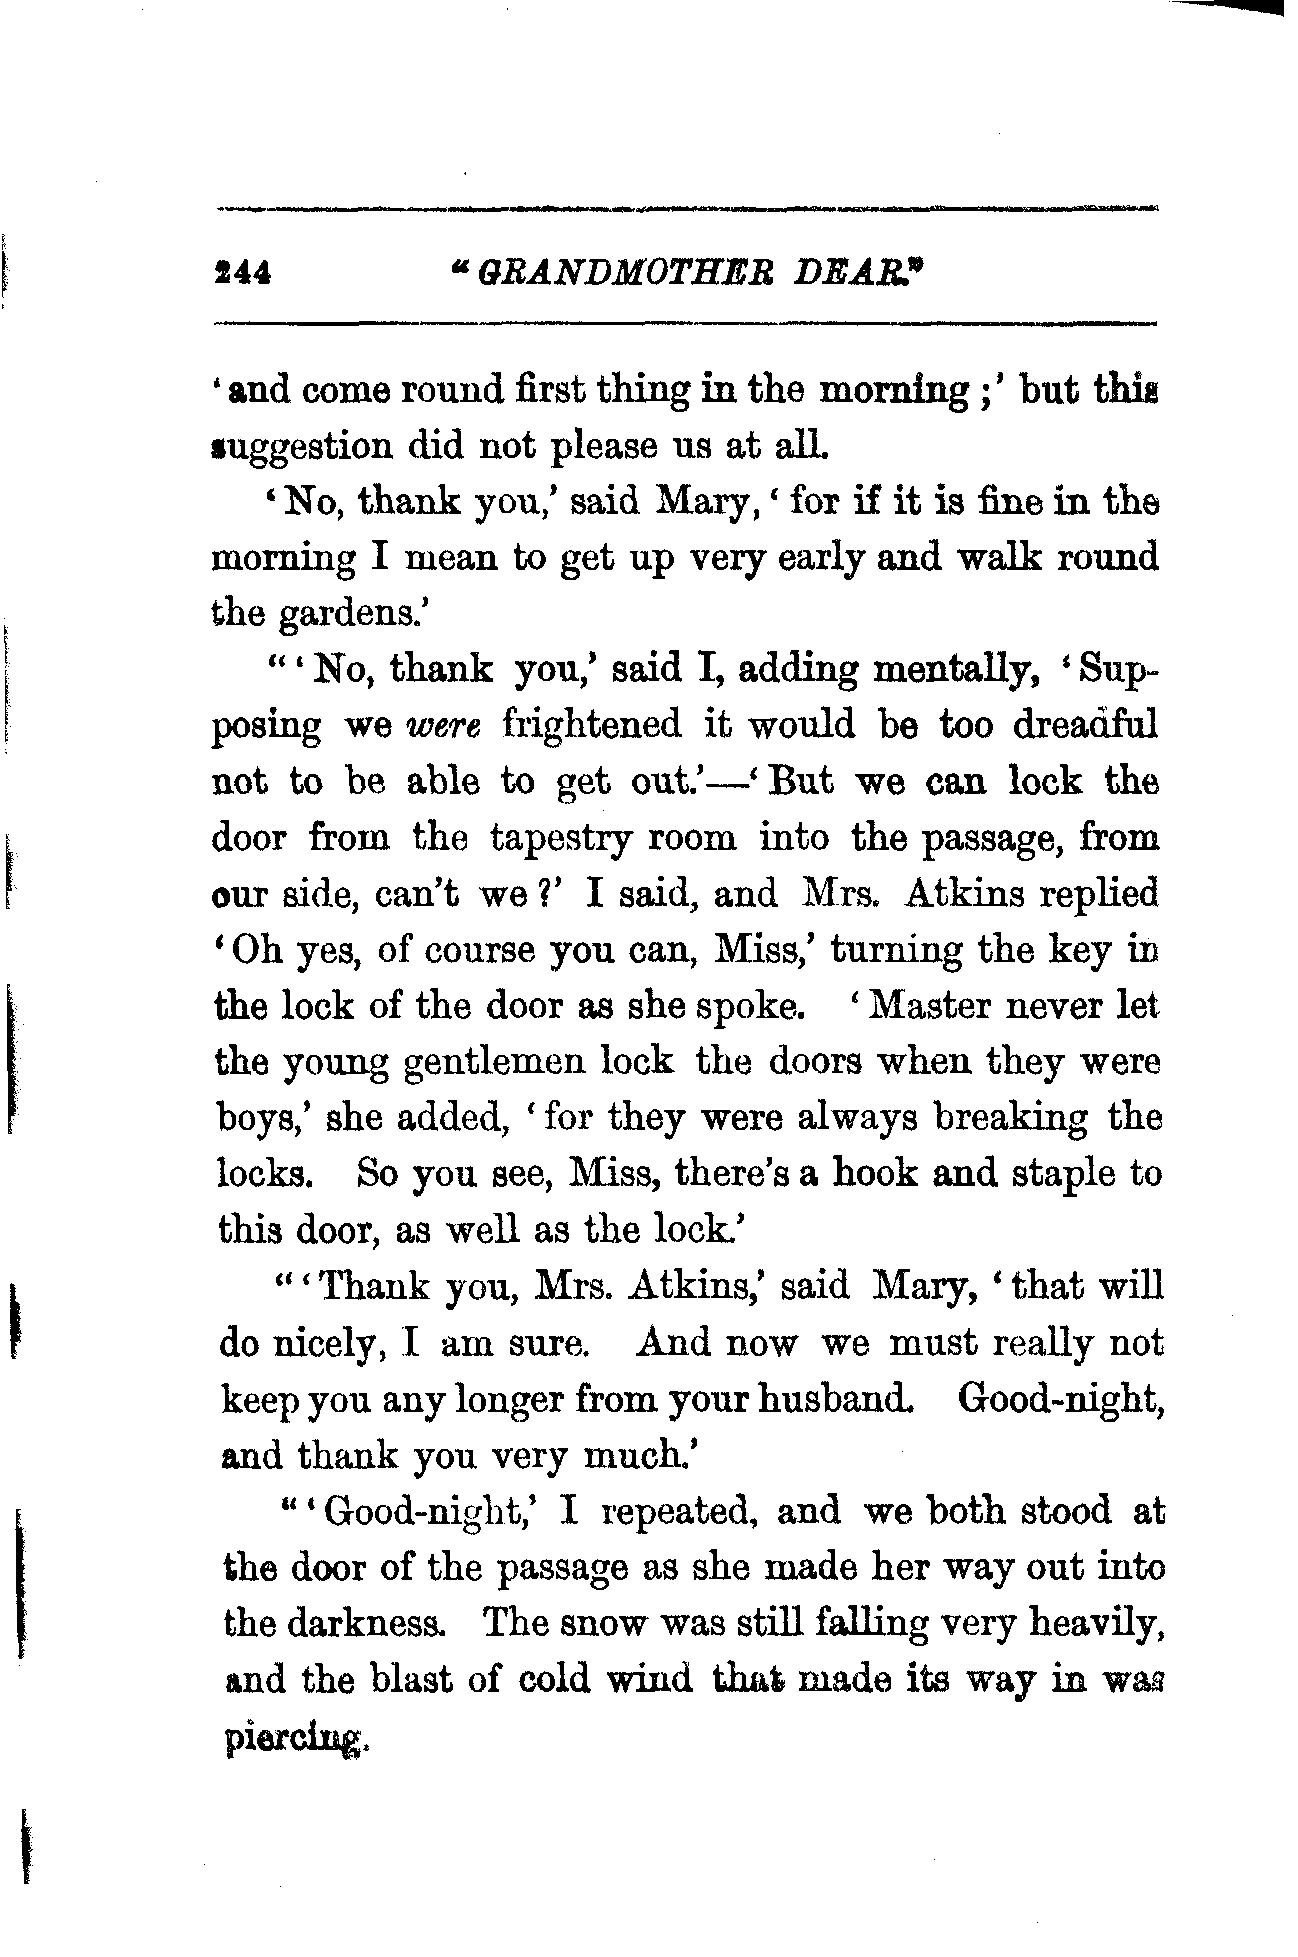 244 "GRANDMOTHER DEAR."
'and come round first thing in the morning;' but this
suggestion did not please us at all.
'No, thank you,' said Mary, 'for if it is fine in the
morning I mean to get up very early and walk round
the gardens.'
"'No, thank you,' said I, adding mentally, 'Sup-
posing we were frightened it would be too dreadful
not to be able to get out.'—'But we can lock the
door from the tapestry room into the passage, from
our side, can't we?' I said, and Mrs. Atkins replied
'Oh yes, of course you can, Miss,' turning the key in
the lock of the door as she spoke. 'Master never let
the young gentlemen lock the doors when they were
boys,' she added, 'for they were always breaking the
locks. So you see, Miss, there's a hook and staple to
this door, as well as the lock.'
"'Thank you, Mrs. Atkins,' said Mary, 'that will
do nicely, I am sure. And now we must really not
keep you any longer from your husband. Good-night,
and thank you very much.'
"'Good-night,' I repeated, and we both stood at
the door of the passage as she made her way out into
the darkness. The snow was still falling very heavily,
and the blast of cold wind that made its way in was
piercing.